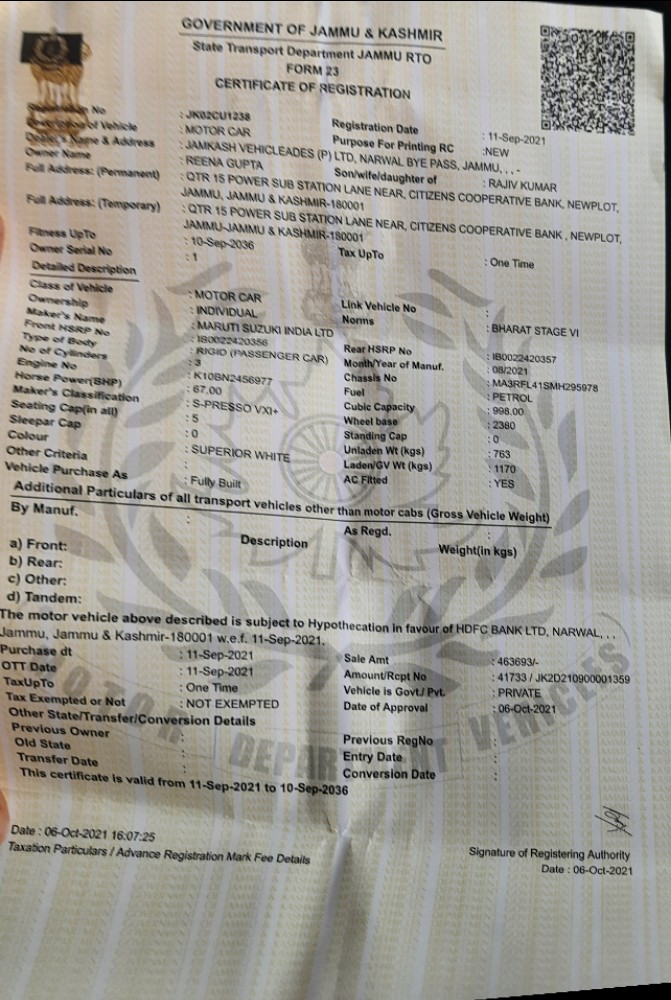 GOVERNMENT OF JAMMU & KASHMIR
State Transport Department JAMMU RTO
FORM 23
CERTIFICATE OF REGISTRATION
Registration No : JK02CU1238 Registration Date : 11-Sep-2021
Description of Vehicle : MOTOR CAR Purpose For Printing RC :NEW
Dealer's Name & Address : JAMKASH VEHICLEADES (P) LTD, NARWAL BYE PASS, JAMMU, , , -
Owner Name : REENA GUPTA Son/wife/daughter of : RAJIV KUMAR
Full Address: (Permanent) : QTR 15 POWER SUB STATION LANE NEAR, CITIZENS COOPERATIVE BANK, NEWPLOT,
JAMMU, JAMMU & KASHMIR-180001
Full Address: (Temporary) : QTR 15 POWER SUB STATION LANE NEAR, CITIZENS COOPERATIVE BANK , NEWPLOT,
JAMMU-JAMMU & KASHMIR-180001
Fitness UpTo : 10-Sep-2036 Tax UpTo : One Time
Owner Serial No : 1
Detailed Description
Class of Vehicle : MOTOR CAR Link Vehicle No :
Ownership : INDIVIDUAL Norms : BHARAT STAGE VI
Maker's Name : MARUTI SUZUKI INDIA LTD
Front HSRP No : IB0022420356 Rear HSRP No : IB0022420357
Type of Body : RIGID (PASSENGER CAR) Month/Year of Manuf. : 08/2021
No of Cylinders : 3 Chassis No : MA3RFL41SMH295978
Engine No : K10BN2456977 Fuel : PETROL
Horse Power(BHP) : 67.00 Cubic Capacity : 998.00
Maker's Classification : S-PRESSO VXI+ Wheel base : 2380
Seating Cap(in all) : 5 Standing Cap : 0
Sleepar Cap : 0 Unladen Wt (kgs) : 763
Colour : SUPERIOR WHITE Laden/GV Wt (kgs) : 1170
Other Criteria : AC Fitted : YES
Vehicle Purchase As : Fully Built
Additional Particulars of all transport vehicles other than motor cabs (Gross Vehicle Weight)
By Manuf. : As Regd. :
Description Weight(in kgs)
a) Front:
b) Rear:
c) Other:
d) Tandem:
The motor vehicle above described is subject to Hypothecation in favour of HDFC BANK LTD, NARWAL, , ,
Jammu, Jammu & Kashmir-180001 w.e.f. 11-Sep-2021.
Purchase dt : 11-Sep-2021 Sale Amt : 463693/-
OTT Date : 11-Sep-2021 Amount/Rcpt No : 41733 / JK2D210900001359
TaxUpTo : One Time Vehicle is Govt./ Pvt. : PRIVATE
Tax Exempted or Not : NOT EXEMPTED Date of Approval : 06-Oct-2021
Other State/Transfer/Conversion Details
Previous Owner : Previous RegNo :
Old State : Entry Date :
Transfer Date : Conversion Date :
This certificate is valid from 11-Sep-2021 to 10-Sep-2036
MOTOR DEPARTMENT VEHICLES
Date : 06-Oct-2021 16:07:25
Taxation Particulars / Advance Registration Mark Fee Details
Signature of Registering Authority
Date : 06-Oct-2021